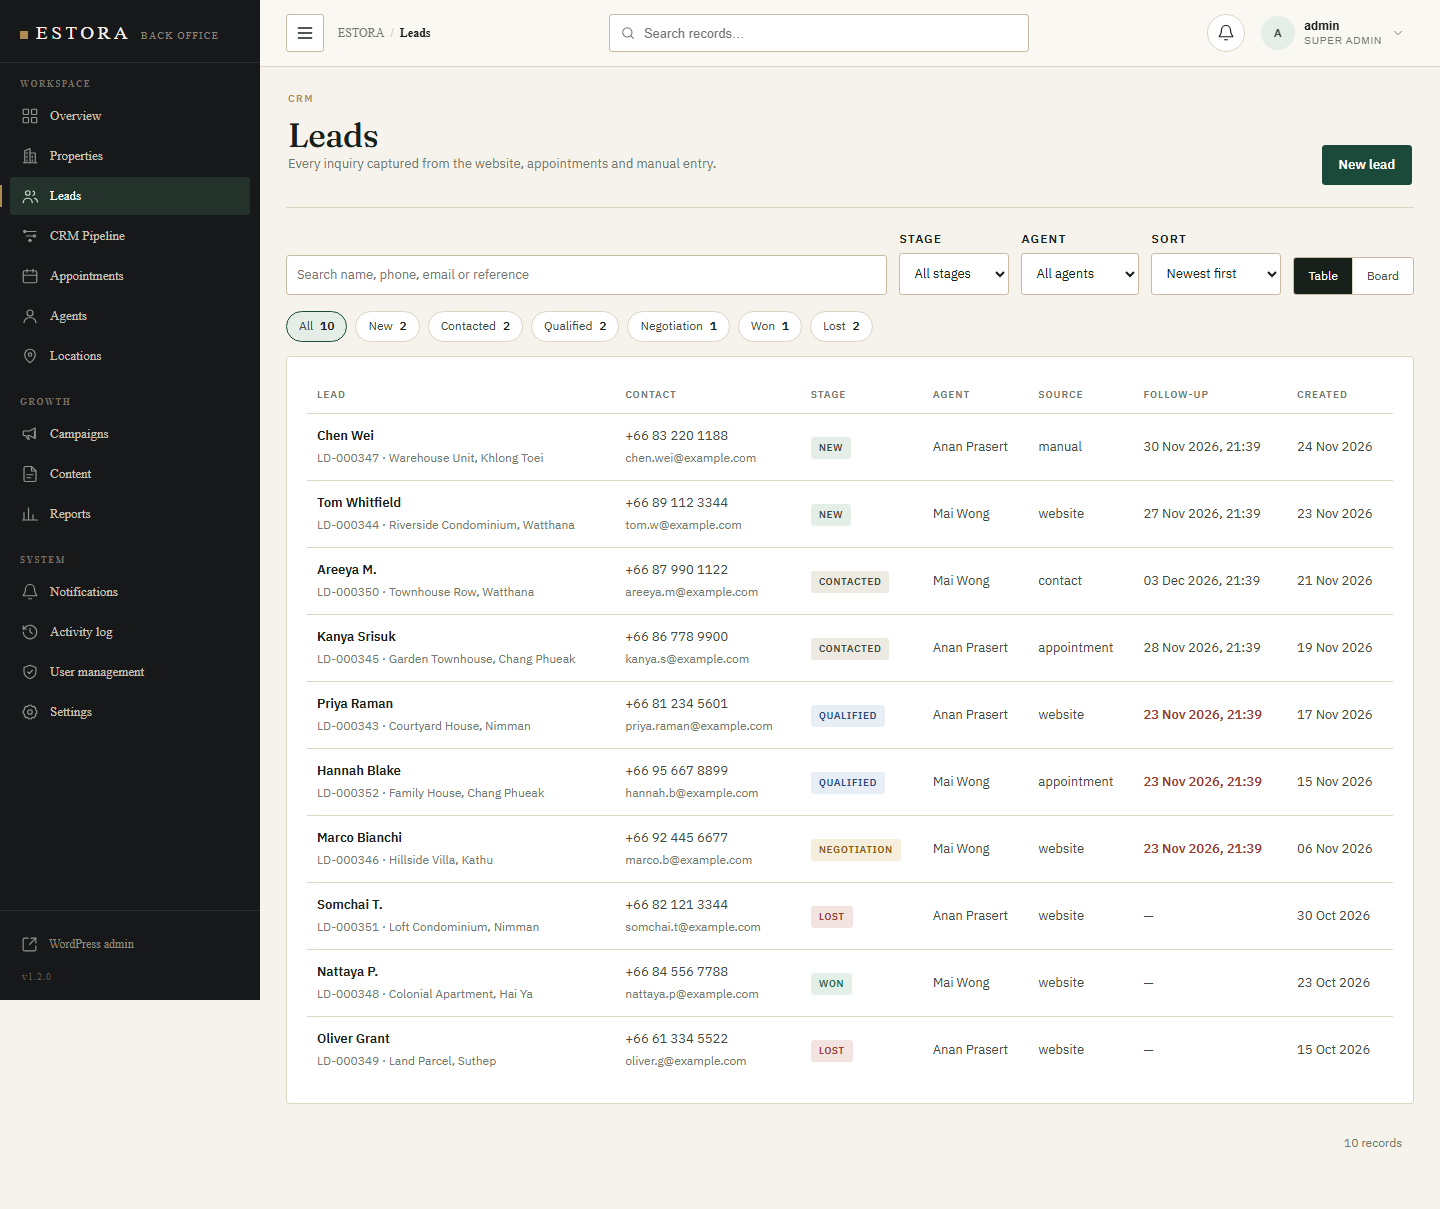 ESTORA BACK OFFICE
WORKSPACE
Overview
Properties
Leads
CRM Pipeline
Appointments
Agents
Locations
GROWTH
Campaigns
Content
Reports
SYSTEM
Notifications
Activity log
User management
Settings
WordPress admin
v1.2.0
ESTORA / Leads
Search records...
A
admin
SUPER ADMIN
CRM
Leads
Every inquiry captured from the website, appointments and manual entry.
New lead
STAGE AGENT SORT
Search name, phone, email or reference All stages All agents Newest first Table Board
All 10 New 2 Contacted 2 Qualified 2 Negotiation 1 Won 1 Lost 2
LEAD CONTACT STAGE AGENT SOURCE FOLLOW-UP CREATED
Chen Wei +66 83 220 1188
NEW Anan Prasert manual 30 Nov 2026, 21:39 24 Nov 2026
LD-000347 · Warehouse Unit, Khlong Toei chen.wei@example.com
Tom Whitfield +66 89 112 3344
NEW Mai Wong website 27 Nov 2026, 21:39 23 Nov 2026
LD-000344 · Riverside Condominium, Watthana tom.w@example.com
Areeya M. +66 87 990 1122
CONTACTED Mai Wong contact 03 Dec 2026, 21:39 21 Nov 2026
LD-000350 · Townhouse Row, Watthana areeya.m@example.com
Kanya Srisuk +66 86 778 9900
CONTACTED Anan Prasert appointment 28 Nov 2026, 21:39 19 Nov 2026
LD-000345 · Garden Townhouse, Chang Phueak kanya.s@example.com
Priya Raman +66 81 234 5601
QUALIFIED Anan Prasert website 23 Nov 2026, 21:39 17 Nov 2026
LD-000343 · Courtyard House, Nimman priya.raman@example.com
Hannah Blake +66 95 667 8899
QUALIFIED Mai Wong appointment 23 Nov 2026, 21:39 15 Nov 2026
LD-000352 · Family House, Chang Phueak hannah.b@example.com
Marco Bianchi +66 92 445 6677
NEGOTIATION Mai Wong website 23 Nov 2026, 21:39 06 Nov 2026
LD-000346 · Hillside Villa, Kathu marco.b@example.com
Somchai T. +66 82 121 3344
LOST Anan Prasert website — 30 Oct 2026
LD-000351 · Loft Condominium, Nimman somchai.t@example.com
Nattaya P. +66 84 556 7788
WON Mai Wong website — 23 Oct 2026
LD-000348 · Colonial Apartment, Hai Ya nattaya.p@example.com
Oliver Grant +66 61 334 5522
LOST Anan Prasert website — 15 Oct 2026
LD-000349 · Land Parcel, Suthep oliver.g@example.com
10 records